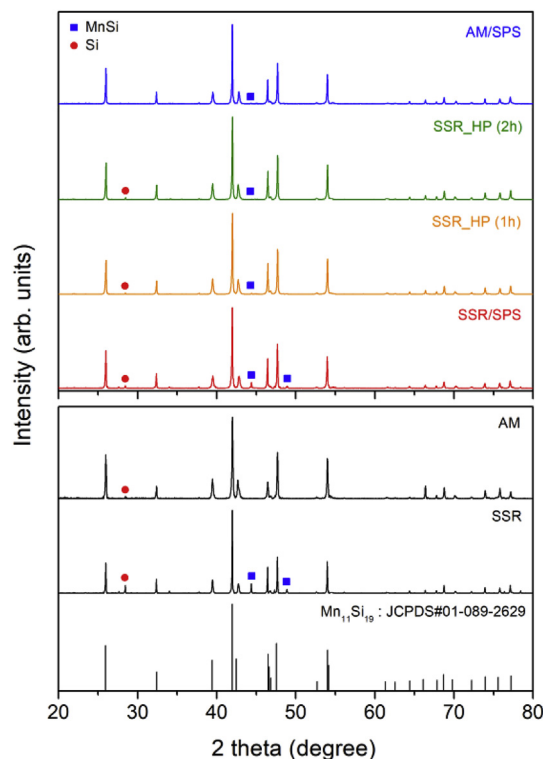 MnSi
Si
AM/SPS
SSR_HP (2h)
SSR_HP (1h)
SSR/SPS
AM
SSR
Mn₁₁Si₁₉ : JCPDS#01-089-2629
Intensity (arb. units)
20 30 40 50 60 70 80
2 theta (degree)